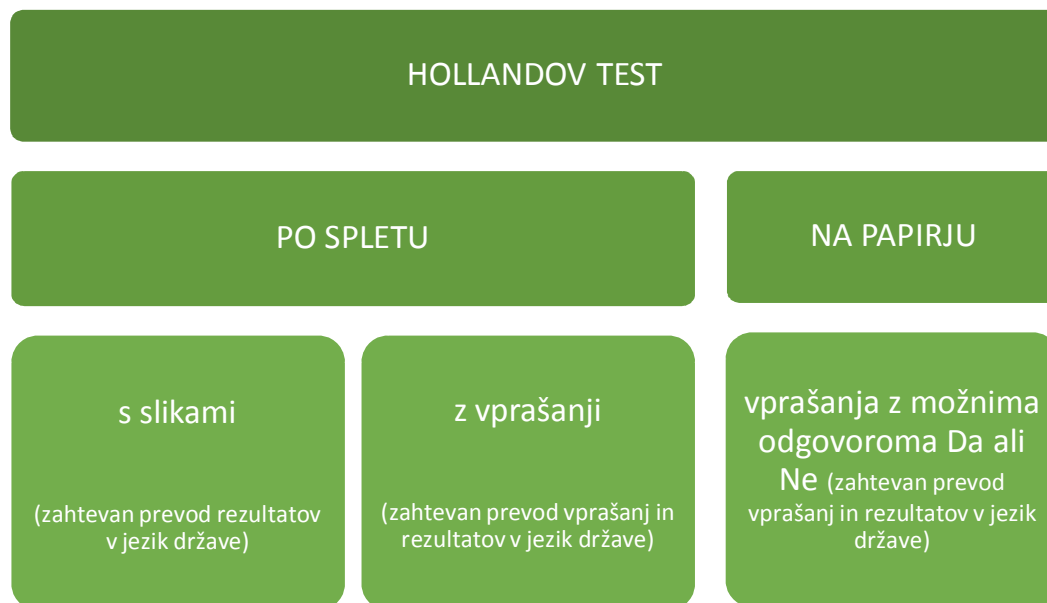 HOLLANDOV TEST
PO SPLETU
NA PAPIRJU
s slikami
(zahtevan prevod rezultatov
v jezik države)
z vprašanji
(zahtevan prevod vprašanj in
rezultatov v jezik države)
vprašanja z možnima
odgovoroma Da ali
Ne (zahtevan prevod
vprašanj in rezultatov v jezik
države)